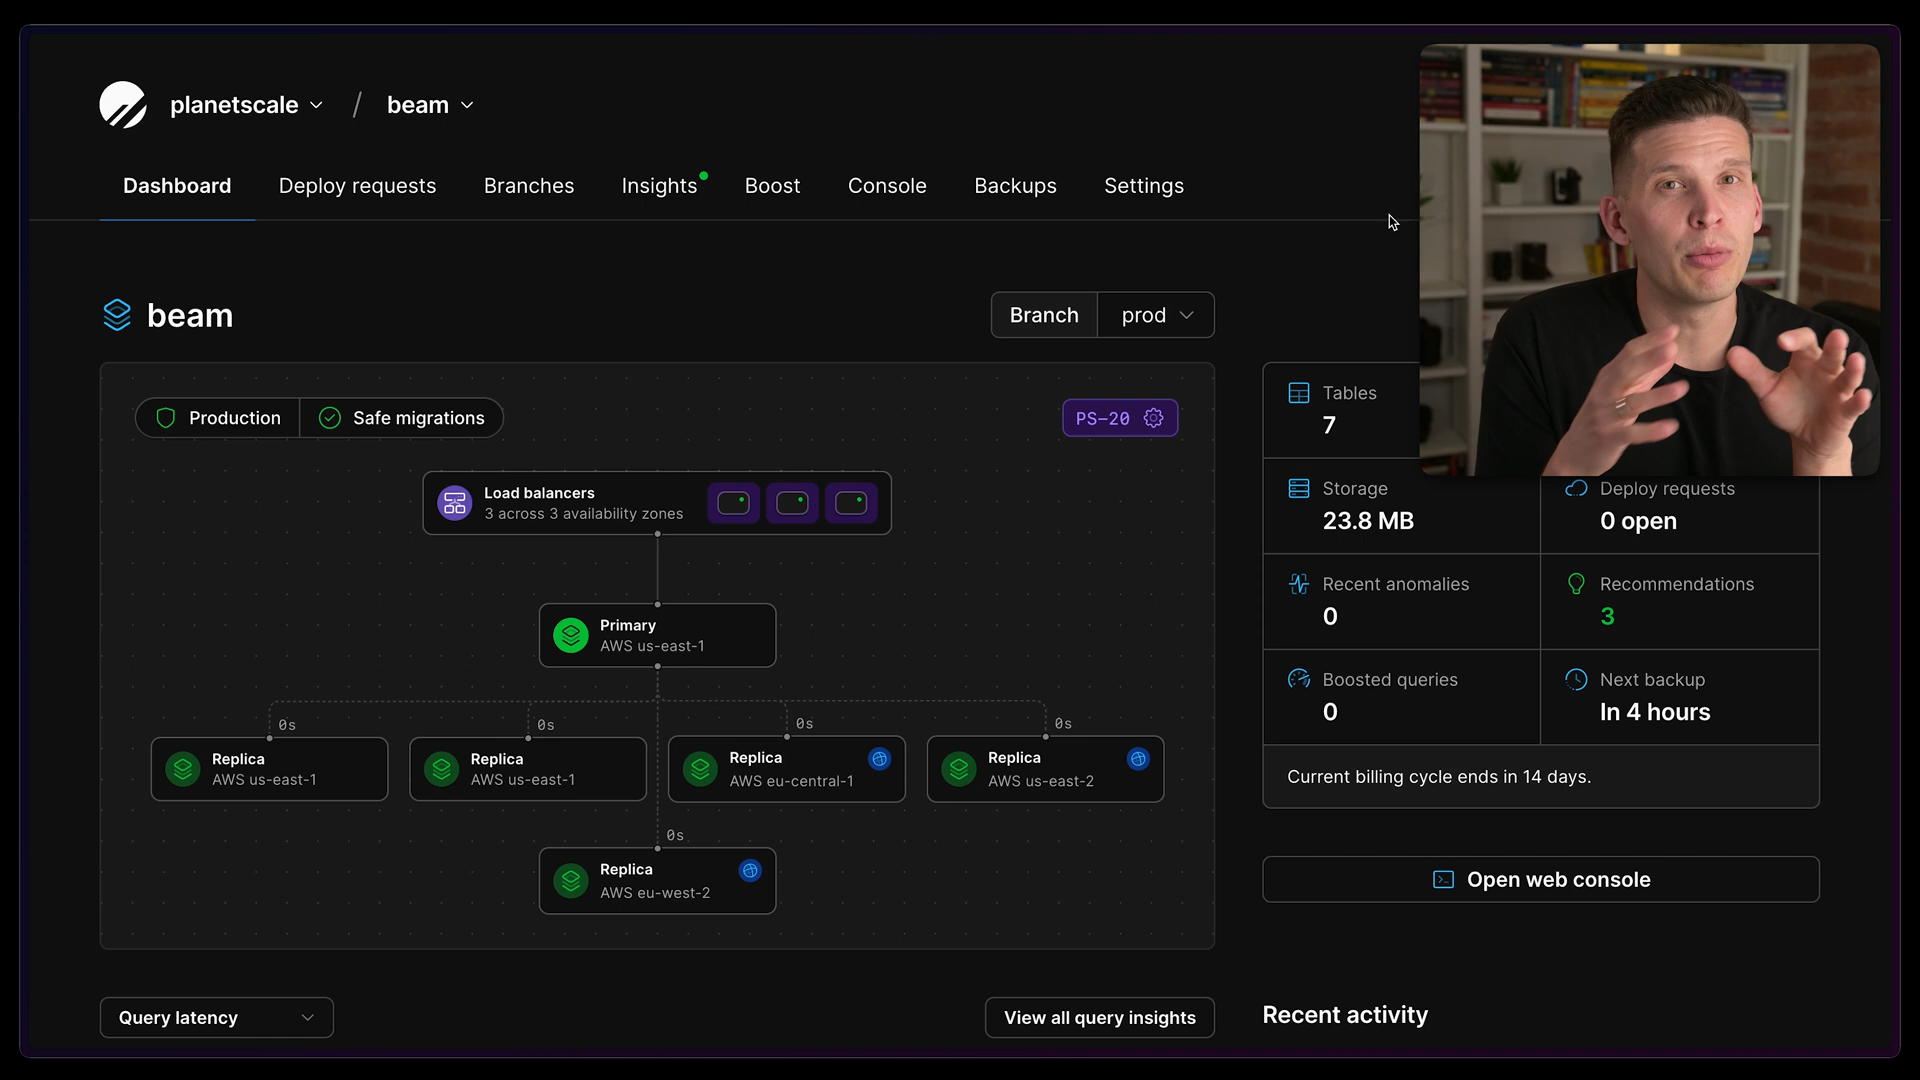 planetscale / beam
Dashboard Deploy requests Branches Insights Boost Console Backups Settings
beam
Branch prod
Production Safe migrations
PS-20
Load balancers
3 across 3 availability zones
Primary
AWS us-east-1
0s 0s 0s 0s
Replica
AWS us-east-1
Replica
AWS us-east-1
Replica
AWS eu-central-1
Replica
AWS us-east-2
0s
Replica
AWS eu-west-2
Tables
7
Storage
23.8 MB
Deploy requests
0 open
Recent anomalies
0
Recommendations
3
Boosted queries
0
Next backup
In 4 hours
Current billing cycle ends in 14 days.
Open web console
Query latency
View all query insights
Recent activity